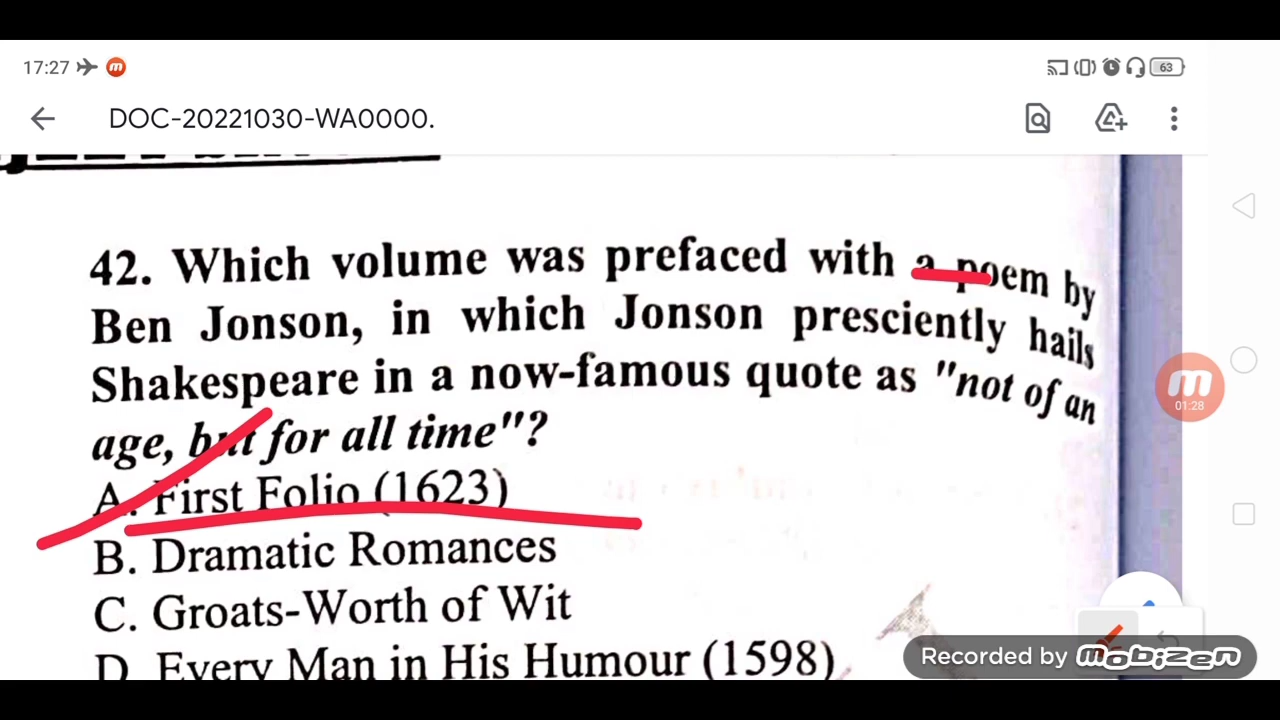 17:27
63
DOC-20221030-WA0000.
42. Which volume was prefaced with a poem by
Ben Jonson, in which Jonson presciently hails
Shakespeare in a now-famous quote as "not of an
age, but for all time"?
A. First Folio (1623)
B. Dramatic Romances
C. Groats-Worth of Wit
D. Every Man in His Humour (1598)
01:28
Recorded by mobizen